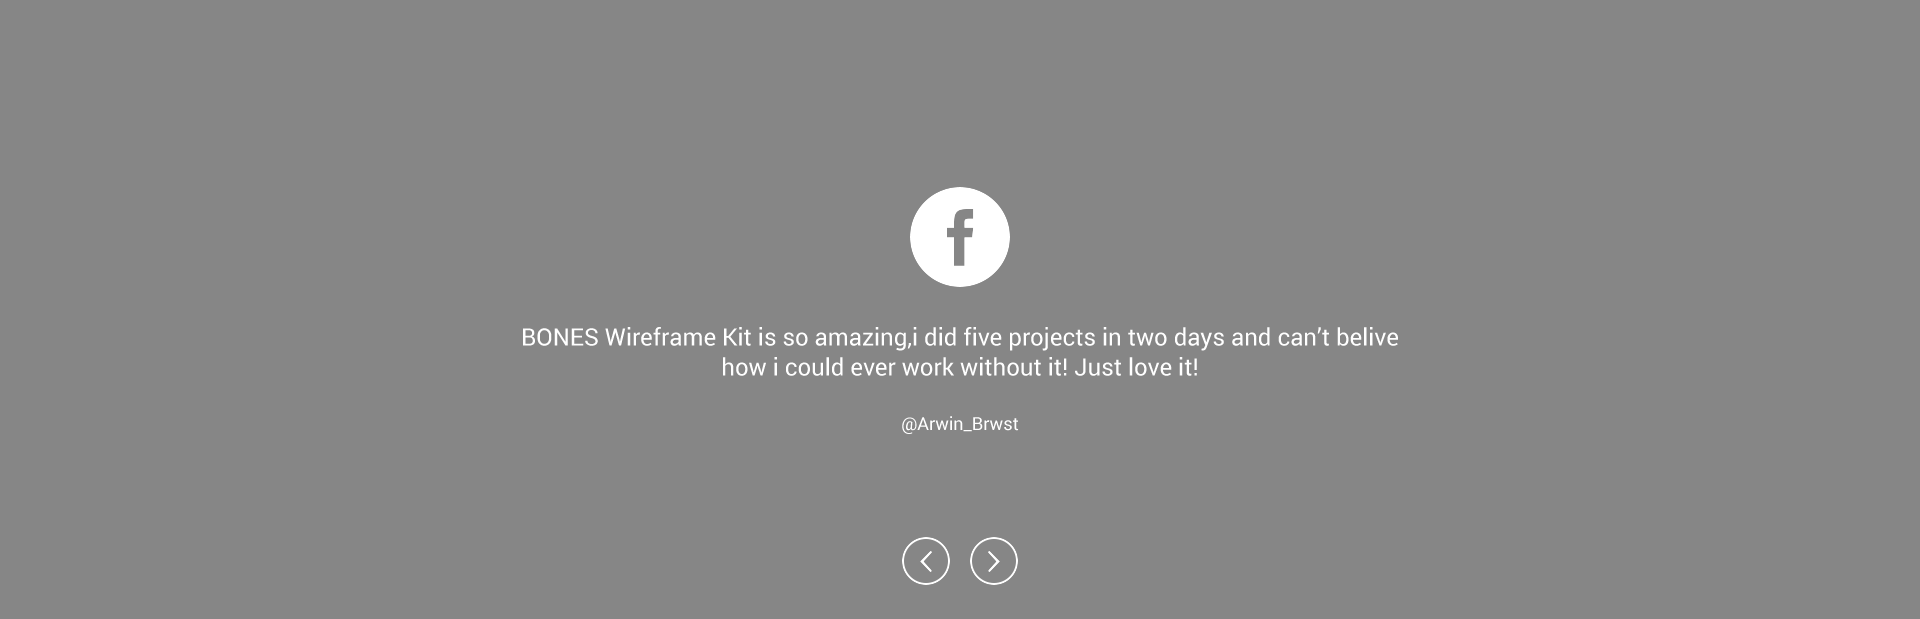 f
BONES Wireframe Kit is so amazing,i did five projects in two days and can’t belive
how i could ever work without it! Just love it!
@Arwin_Brwst